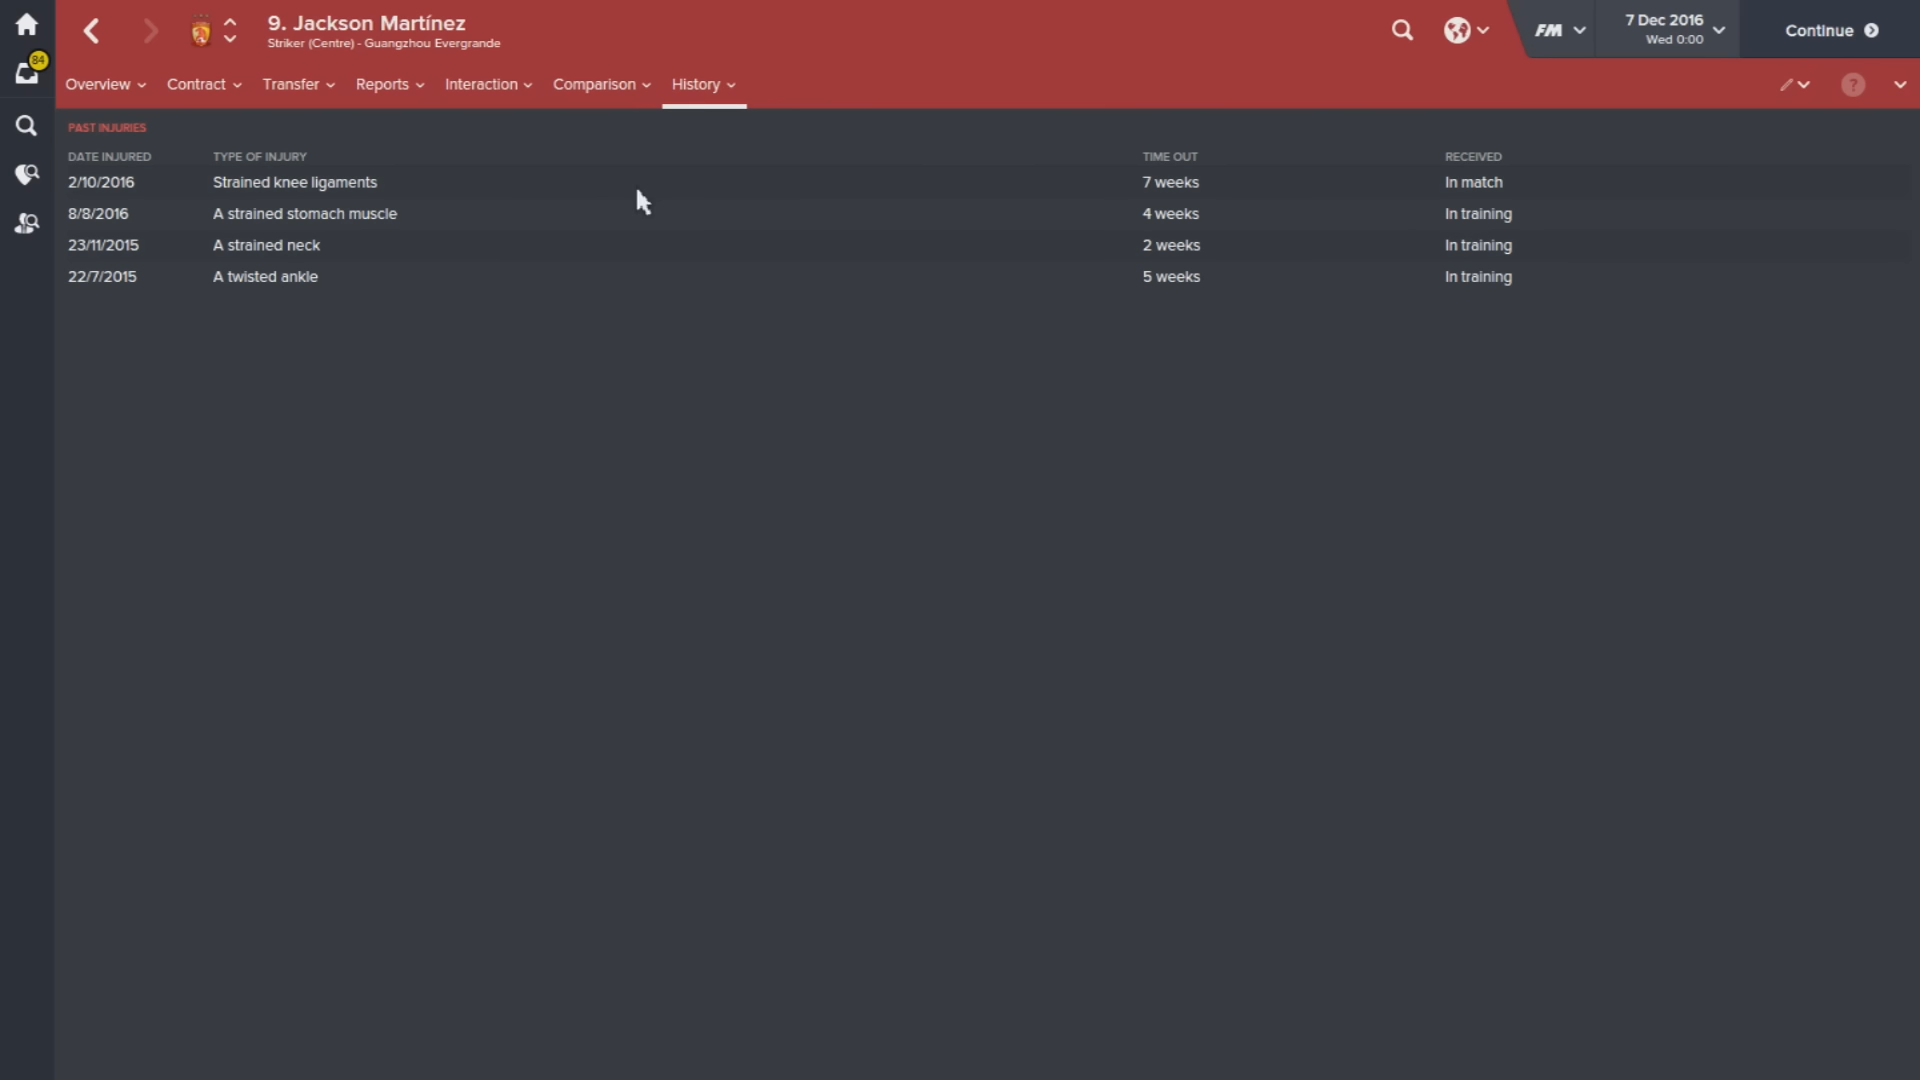 9. Jackson Martínez
Striker (Centre) - Guangzhou Evergrande
FM
7 Dec 2016
Wed 0:00
Continue
84
Overview
Contract
Transfer
Reports
Interaction
Comparison
History
?
PAST INJURIES
DATE INJURED TYPE OF INJURY TIME OUT RECEIVED
2/10/2016 Strained knee ligaments 7 weeks In match
8/8/2016 A strained stomach muscle 4 weeks In training
23/11/2015 A strained neck 2 weeks In training
22/7/2015 A twisted ankle 5 weeks In training